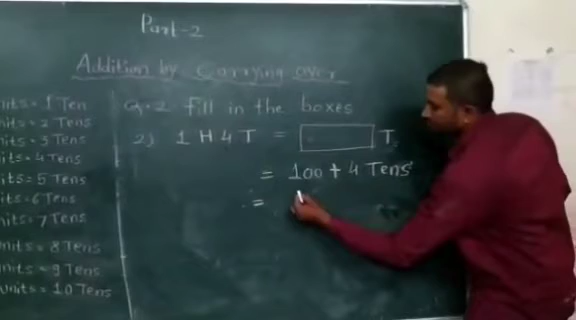 Part-2
Addition by Carrying over
nits = 1 Ten
nits = 2 Tens
nits = 3 Tens
its = 4 Tens
its = 5 Tens
its = 6 Tens
nits = 7 Tens
nits = 8 Tens
nits = 9 Tens
units = 10 Tens
Q.2 fill in the boxes
2) 1 H 4 T = T.
= 100 + 4 Tens
∴ =